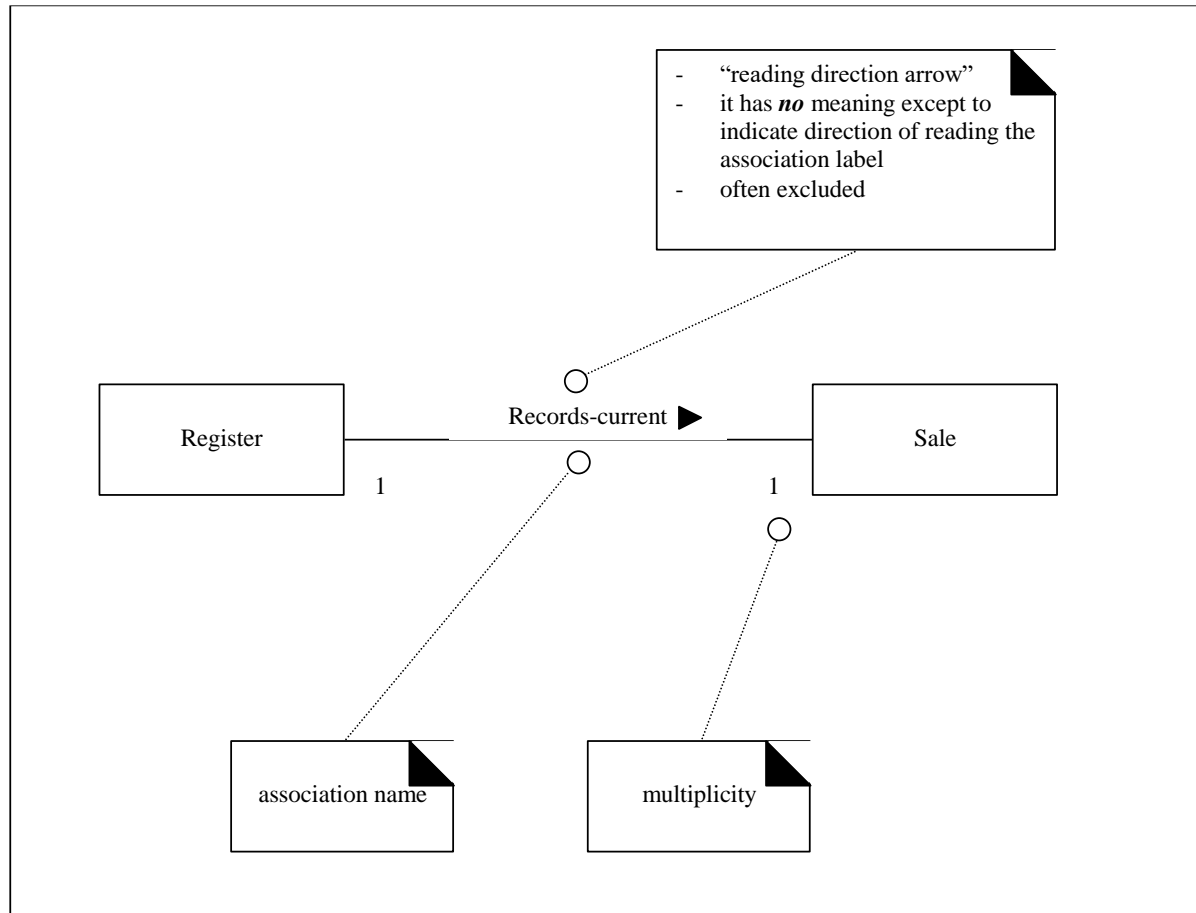 - “reading direction arrow”
- it has no meaning except to
indicate direction of reading the
association label
- often excluded
Records-current
Register
Sale
1
1
association name
multiplicity